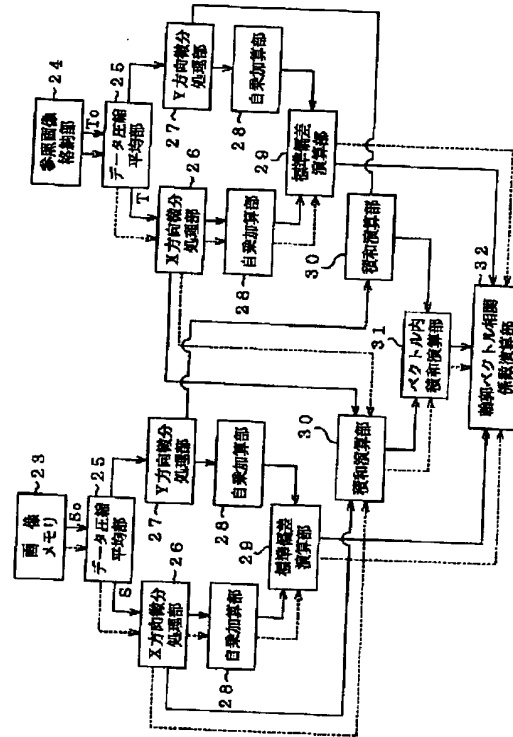 23
画像
メモリ
So
25
データ圧縮
平均部
S
26
X方向微分
処理部
27
Y方向微分
処理部
28
自乗加算部
28
自乗加算部
29
標準偏差
演算部
24
参照画像
格納部
To
25
データ圧縮
平均部
T
26
X方向微分
処理部
27
Y方向微分
処理部
28
自乗加算部
28
自乗加算部
29
標準偏差
演算部
30
積和演算部
30
積和演算部
31
ベクトル内
積和演算部
32
輪郭ベクトル相関
係数演算部